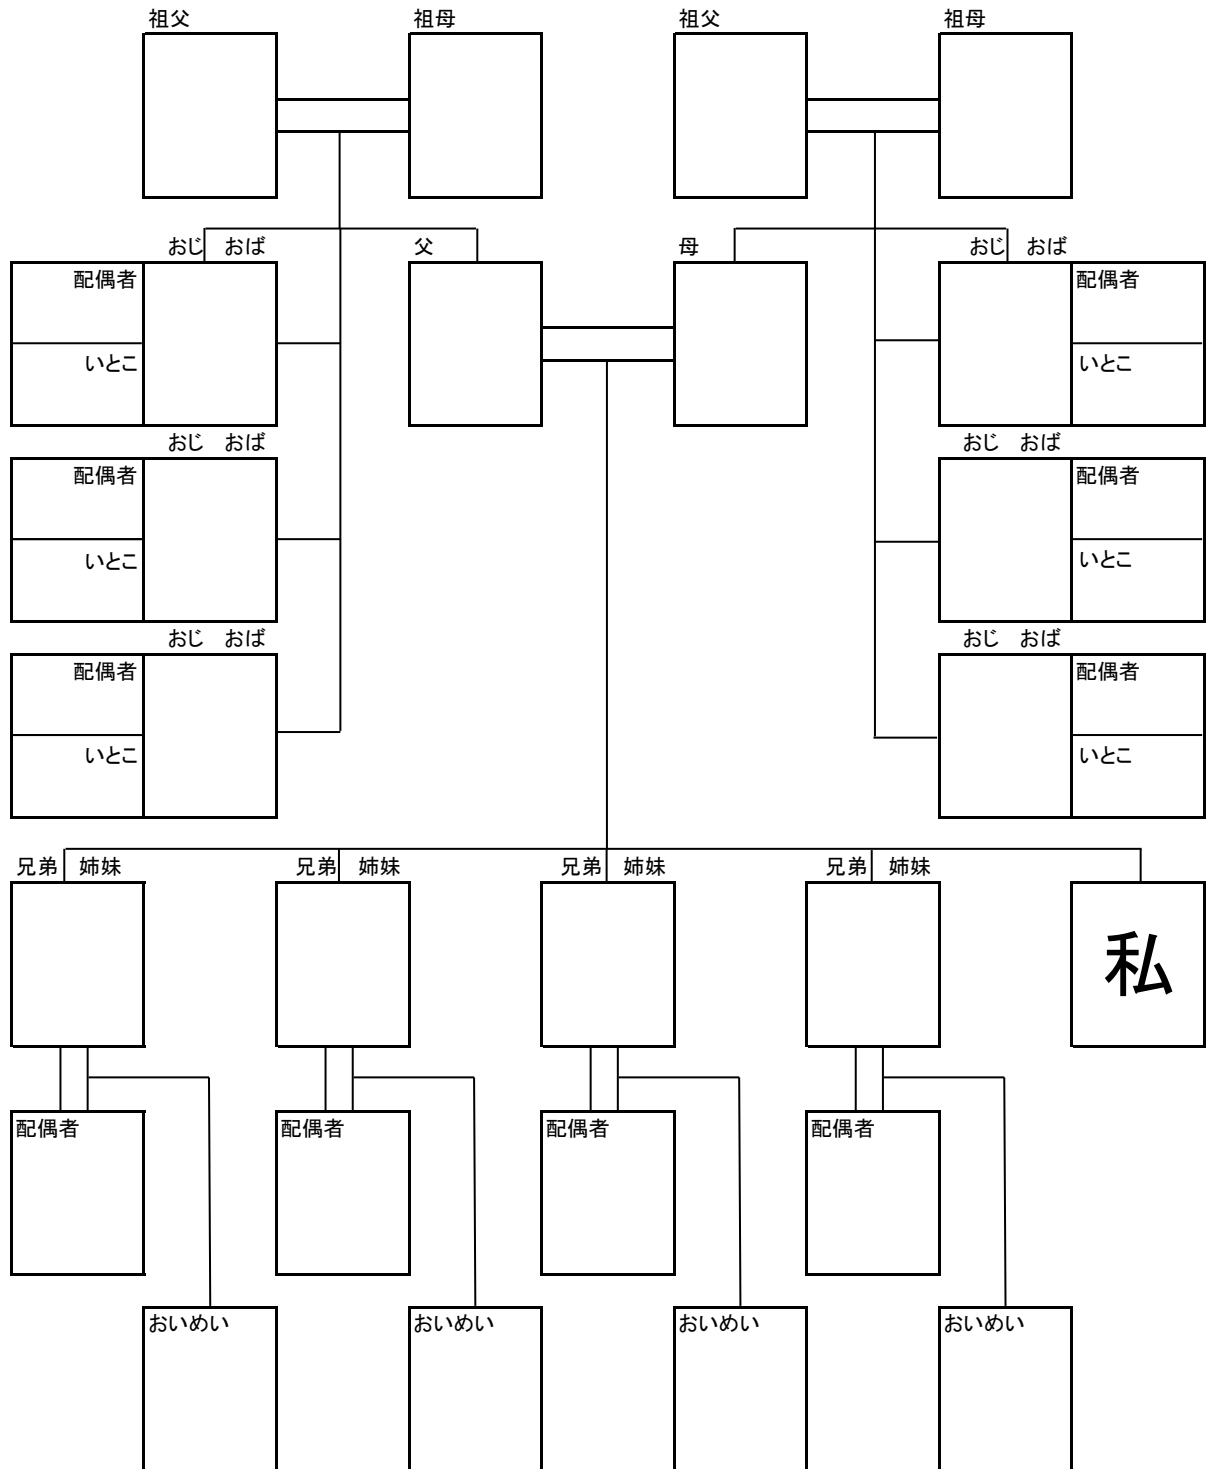 祖父 祖母 祖父 祖母
おじ おば 父 母 おじ おば
配偶者 配偶者
いとこ いとこ
おじ おば おじ おば
配偶者 配偶者
いとこ いとこ
おじ おば おじ おば
配偶者 配偶者
いとこ いとこ
兄弟 姉妹 兄弟 姉妹 兄弟 姉妹 兄弟 姉妹
私
配偶者 配偶者 配偶者 配偶者
おいめい おいめい おいめい おいめい